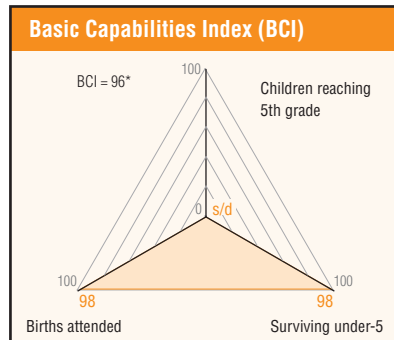 Basic Capabilities Index (BCI)
100
BCI = 96*
Children reaching
5th grade
0
s/d
100
100
98
98
Births attended
Surviving under-5